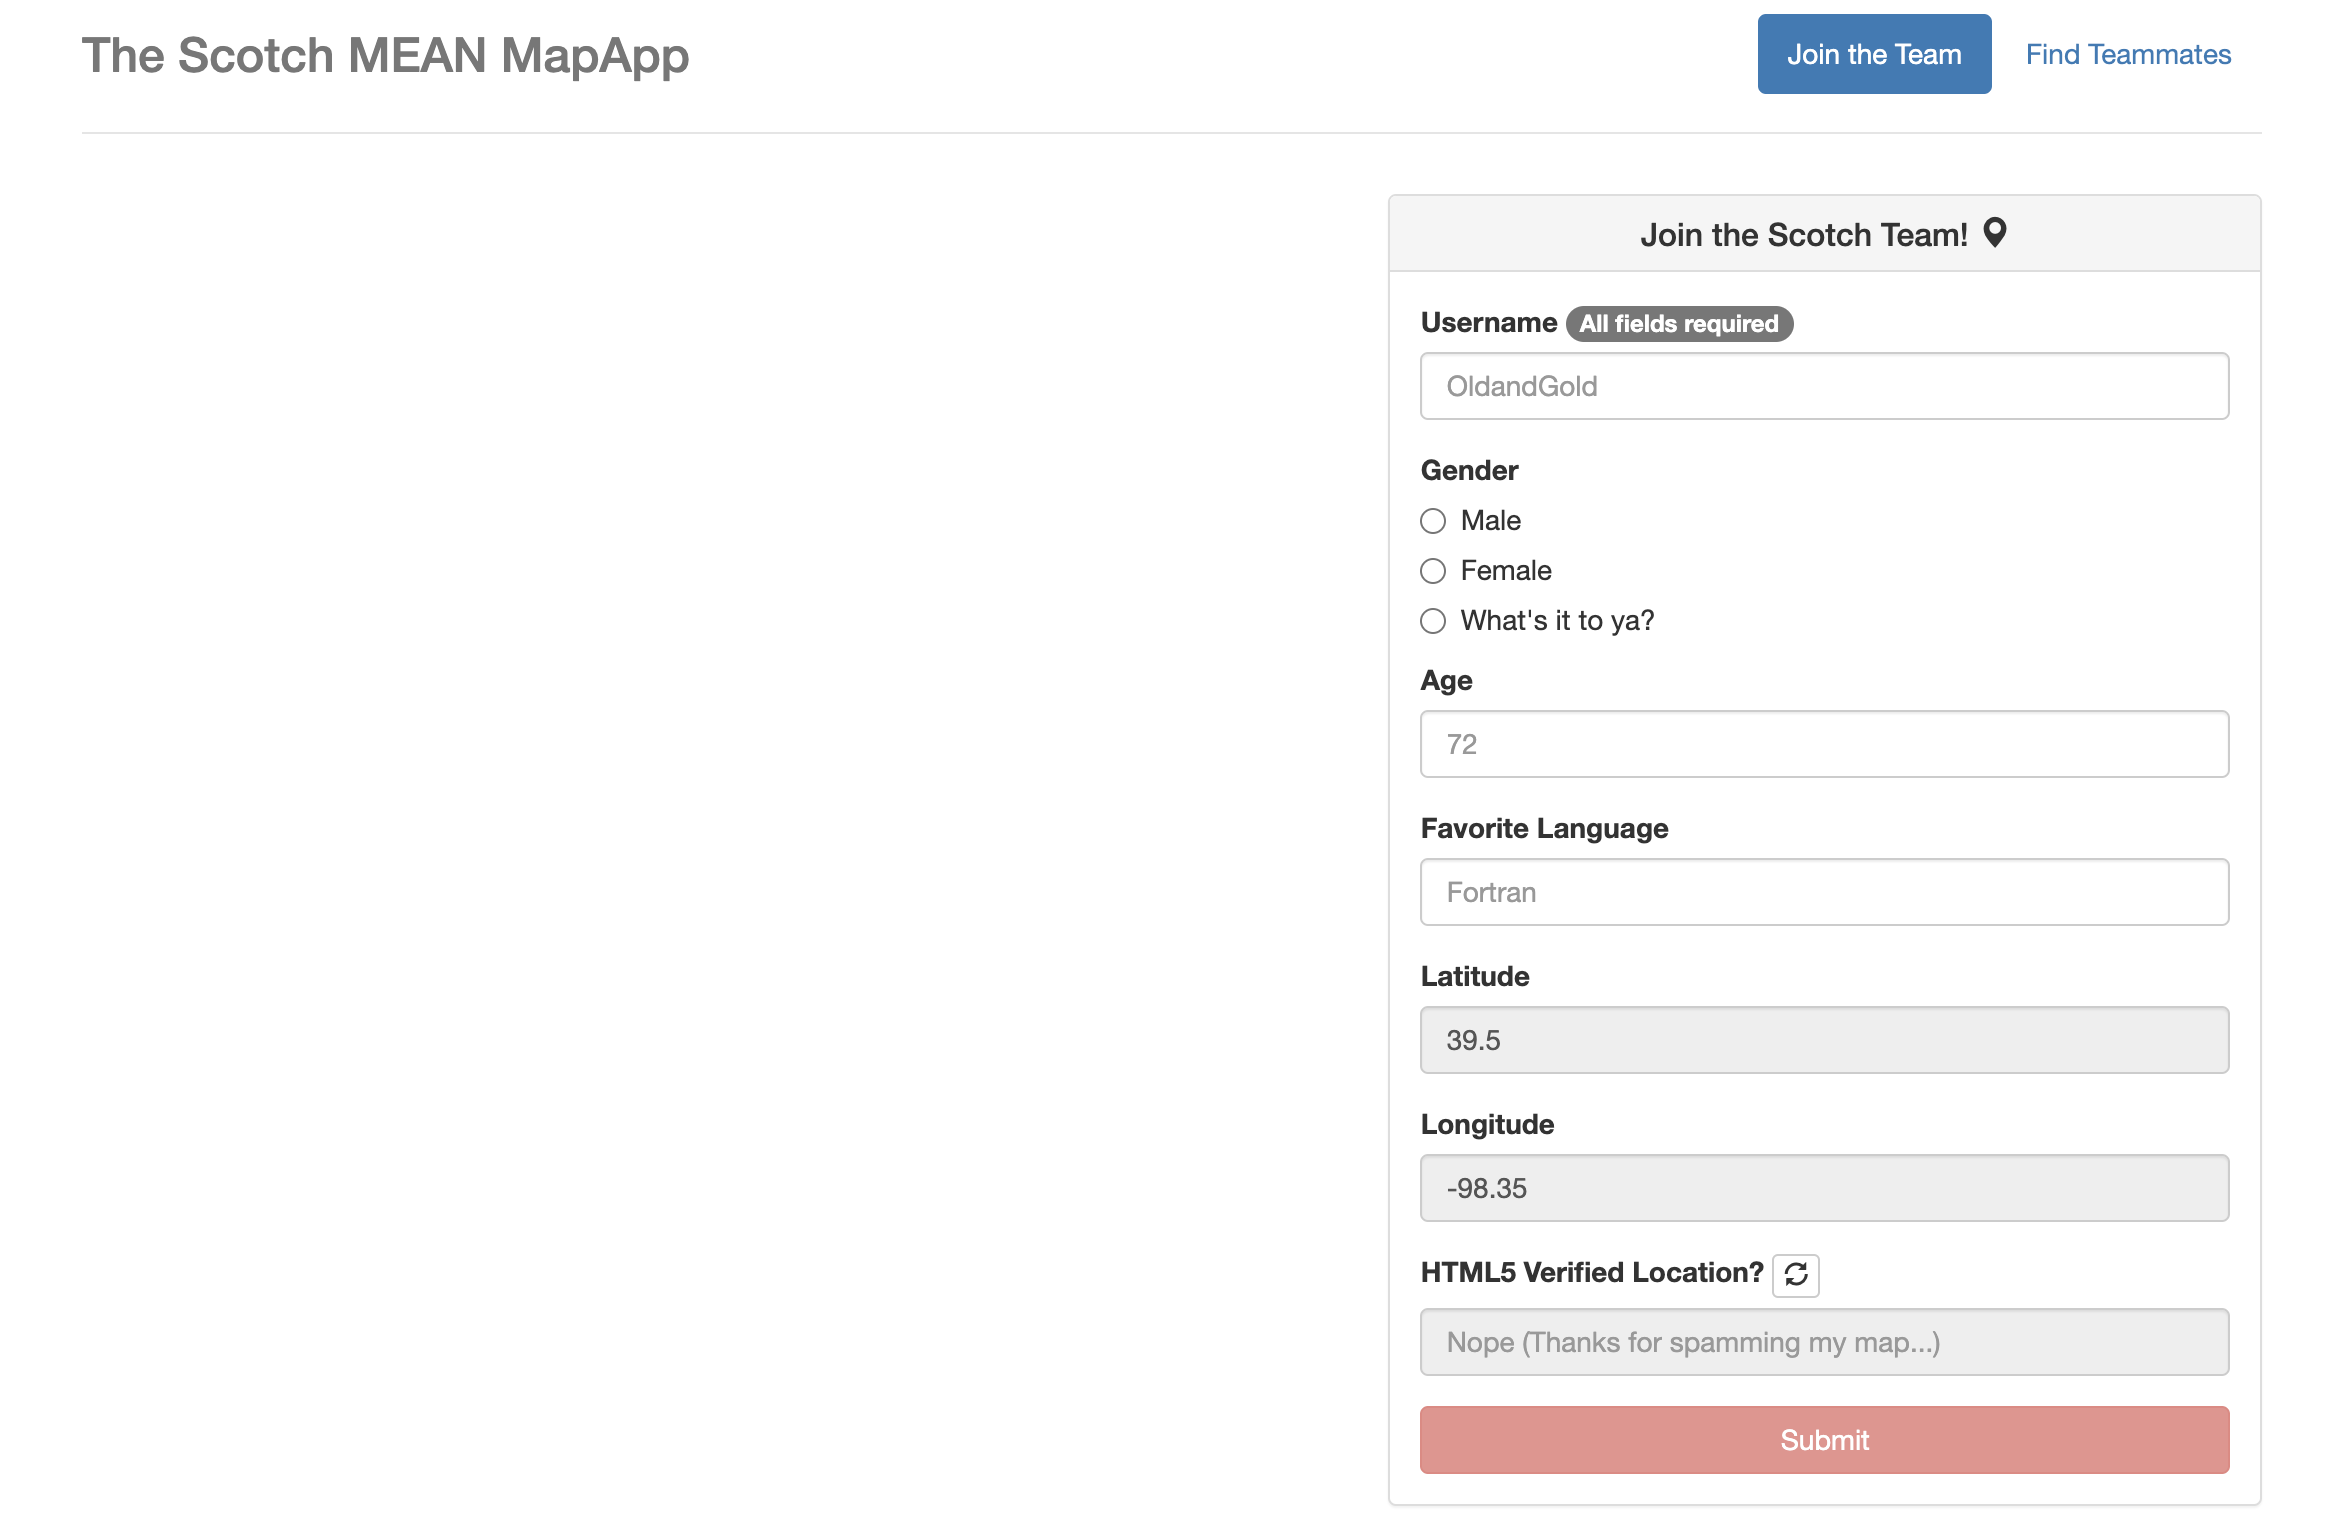 The Scotch MEAN MapApp
Join the Team
Find Teammates
Join the Scotch Team!
Username All fields required
OldandGold
Gender
Male
Female
What's it to ya?
Age
72
Favorite Language
Fortran
Latitude
39.5
Longitude
-98.35
HTML5 Verified Location?
Nope (Thanks for spamming my map...)
Submit